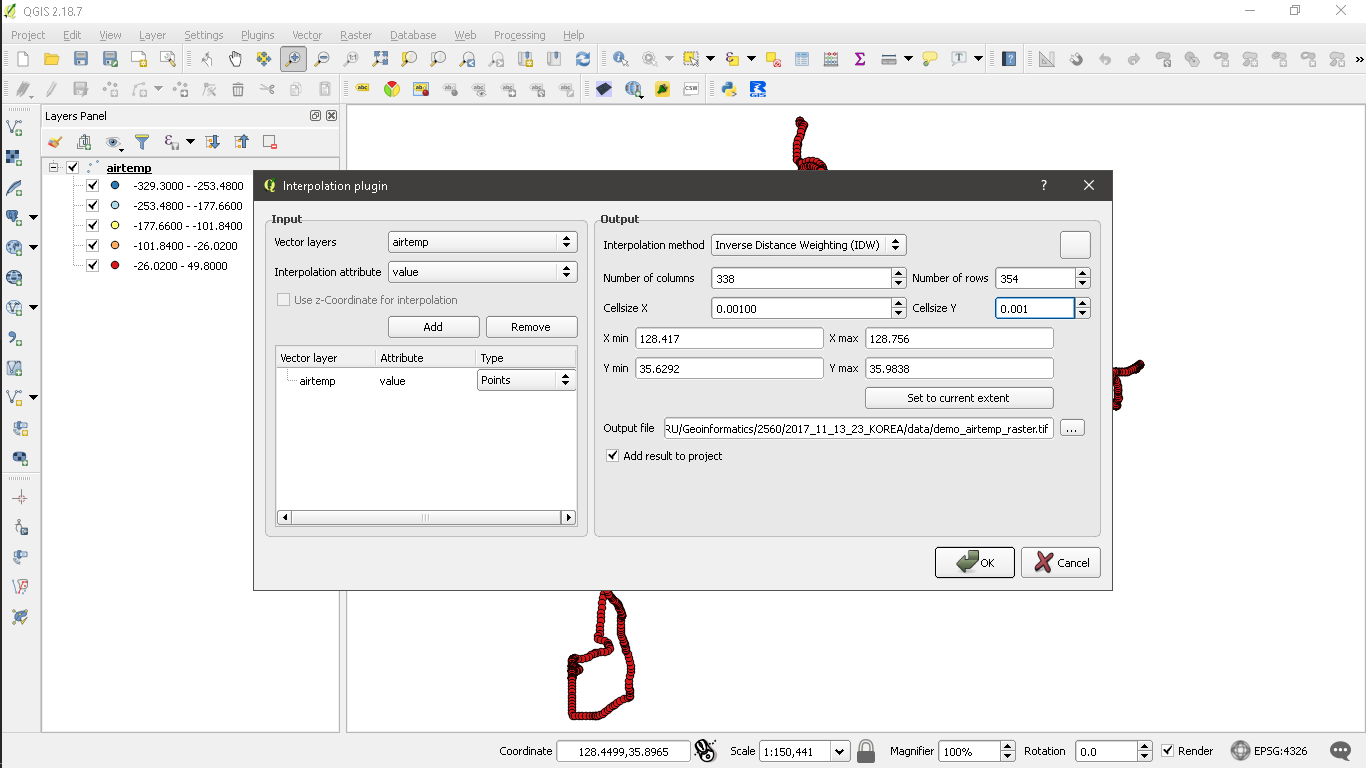 QGIS 2.18.7
Project Edit View Layer Settings Plugins Vector Raster Database Web Processing Help
Layers Panel
airtemp
-329.3000 - -253.4800
-253.4800 - -177.6600
-177.6600 - -101.8400
-101.8400 - -26.0200
-26.0200 - 49.8000
Interpolation plugin
Input
Vector layers airtemp
Interpolation attribute value
Use z-Coordinate for interpolation
Add Remove
Vector layer Attribute Type
airtemp value Points
Output
Interpolation method Inverse Distance Weighting (IDW)
Number of columns 338 Number of rows 354
Cellsize X 0.00100 Cellsize Y 0.001
X min 128.417 X max 128.756
Y min 35.6292 Y max 35.9838
Set to current extent
Output file RU/Geoinformatics/2560/2017_11_13_23_KOREA/data/demo_airtemp_raster.tif ...
Add result to project
OK Cancel
Coordinate 128.4499,35.8965 Scale 1:150,441 Magnifier 100% Rotation 0.0 Render EPSG:4326